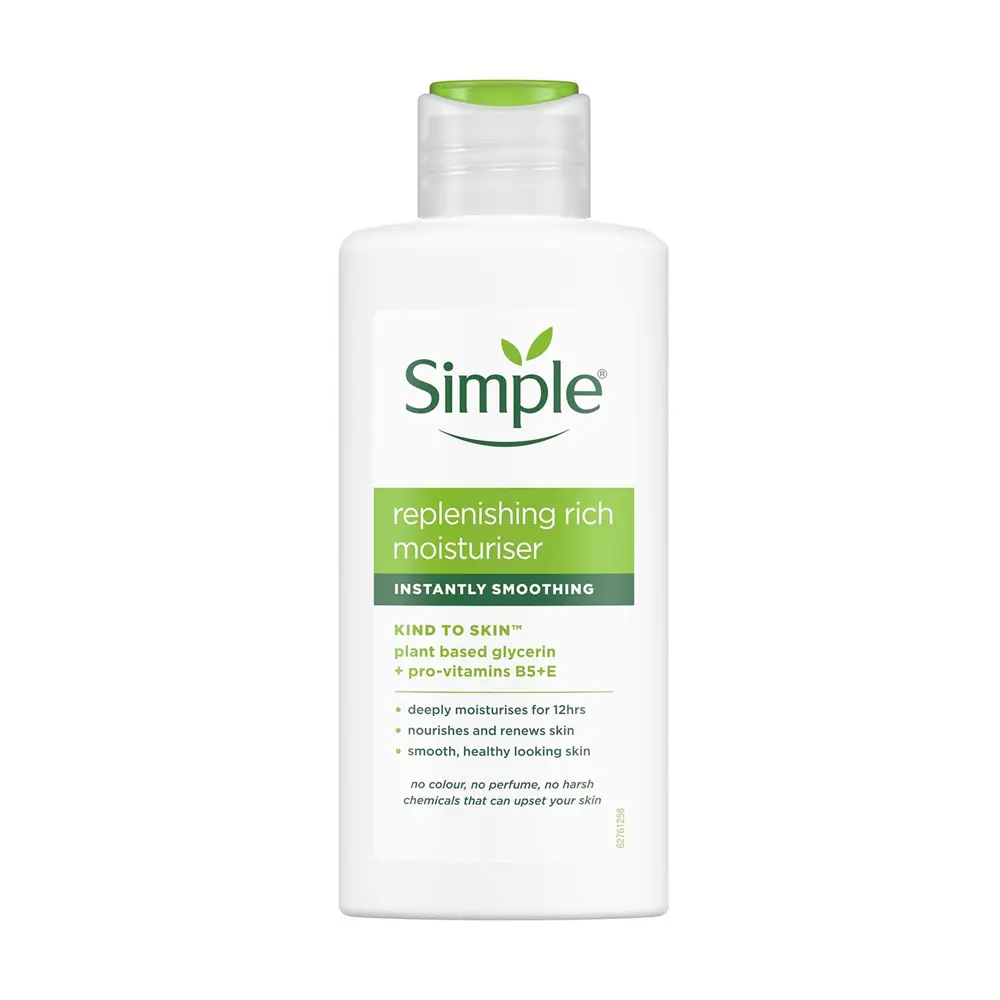 Simple®
replenishing rich
moisturiser
INSTANTLY SMOOTHING
KIND TO SKIN™
plant based glycerin
+ pro-vitamins B5+E
• deeply moisturises for 12hrs
• nourishes and renews skin
• smooth, healthy looking skin
no colour, no perfume, no harsh
chemicals that can upset your skin
62761256